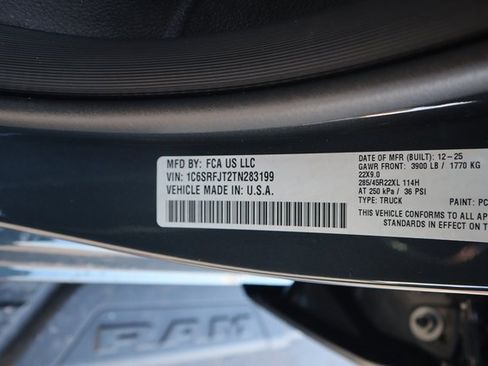 MFD BY: FCA US LLC
VIN: 1C6SRFJT2TN283199
VEHICLE MADE IN U.S.A.
DATE OF MFR (BUILT): 12-25
GAWR FRONT: 3900 LB / 1770 KG
22X9.0
285/45R22XL 114H
AT 250 kPa / 36 PSI
TYPE: TRUCK PAINT: PC
THIS VEHICLE CONFORMS TO ALL AP
STANDARDS IN EFFECT ON T
RAM